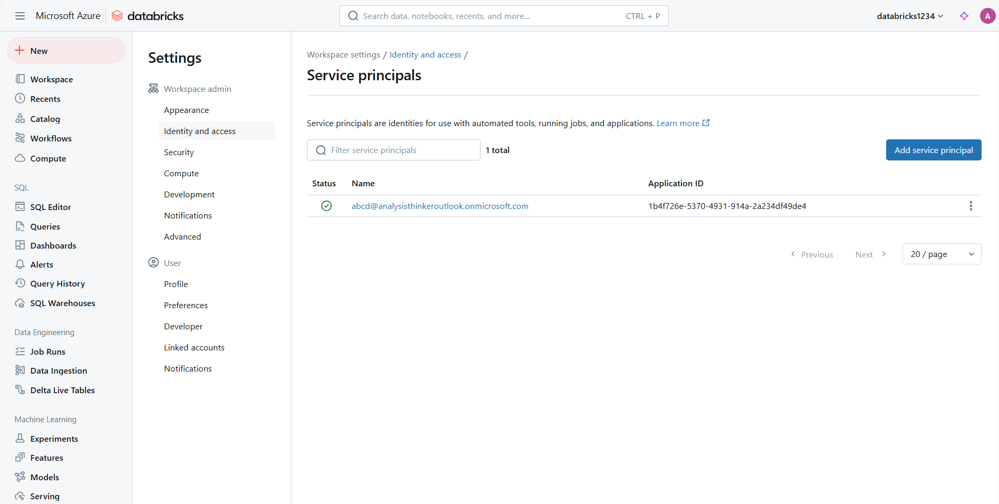 Microsoft Azure databricks
Search data, notebooks, recents, and more... CTRL + P
databricks1234
A
New
Workspace
Recents
Catalog
Workflows
Compute
SQL
SQL Editor
Queries
Dashboards
Alerts
Query History
SQL Warehouses
Data Engineering
Job Runs
Data Ingestion
Delta Live Tables
Machine Learning
Experiments
Features
Models
Serving
Settings
Workspace admin
Appearance
Identity and access
Security
Compute
Development
Notifications
Advanced
User
Profile
Preferences
Developer
Linked accounts
Notifications
Workspace settings / Identity and access /
Service principals
Service principals are identities for use with automated tools, running jobs, and applications. Learn more
Filter service principals 1 total Add service principal
Status Name Application ID
abcd@analysisthinkeroutlook.onmicrosoft.com 1b4f726e-5370-4931-914a-2a234df49de4
Previous Next 20 / page